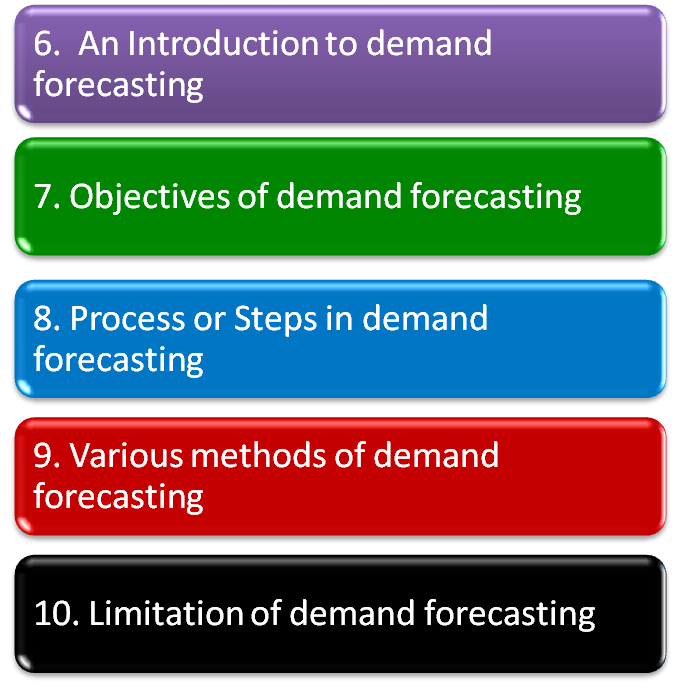 6.  An Introduction to demand
forecasting
7. Objectives of demand forecasting
8. Process or Steps in demand
forecasting
9. Various methods of demand
forecasting
10. Limitation of demand forecasting